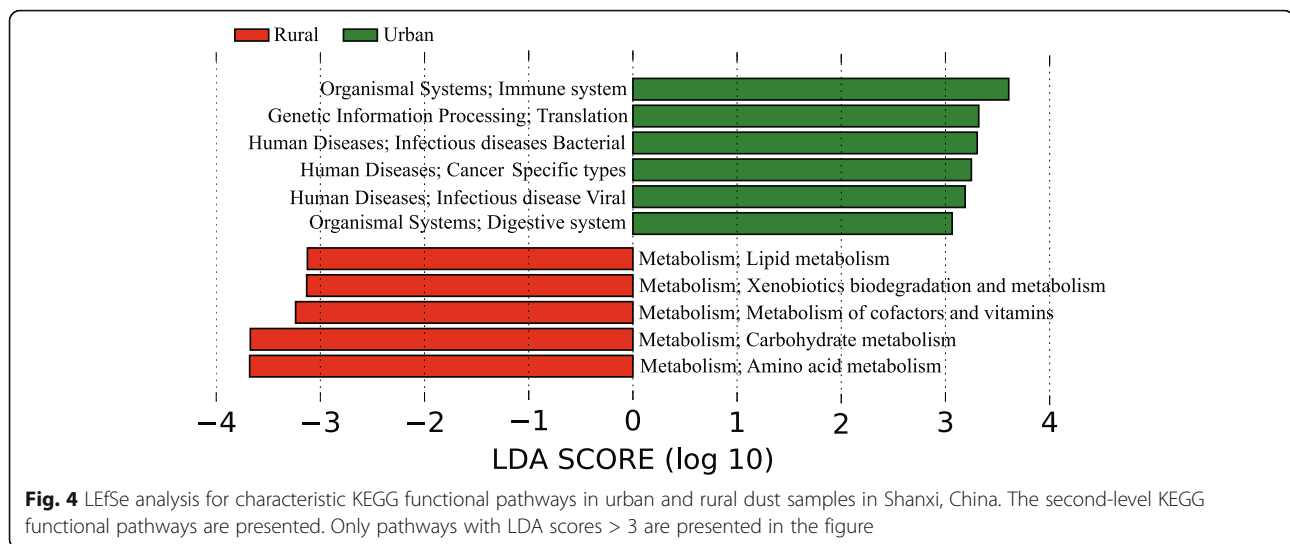 Rural Urban
Organismal Systems; Immune system
Genetic Information Processing; Translation
Human Diseases; Infectious diseases Bacterial
Human Diseases; Cancer Specific types
Human Diseases; Infectious disease Viral
Organismal Systems; Digestive system
Metabolism; Lipid metabolism
Metabolism; Xenobiotics biodegradation and metabolism
Metabolism; Metabolism of cofactors and vitamins
Metabolism; Carbohydrate metabolism
Metabolism; Amino acid metabolism
−4 −3 −2 −1 0 1 2 3 4
LDA SCORE (log 10)
Fig. 4 LEfSe analysis for characteristic KEGG functional pathways in urban and rural dust samples in Shanxi, China. The second-level KEGG
functional pathways are presented. Only pathways with LDA scores > 3 are presented in the figure